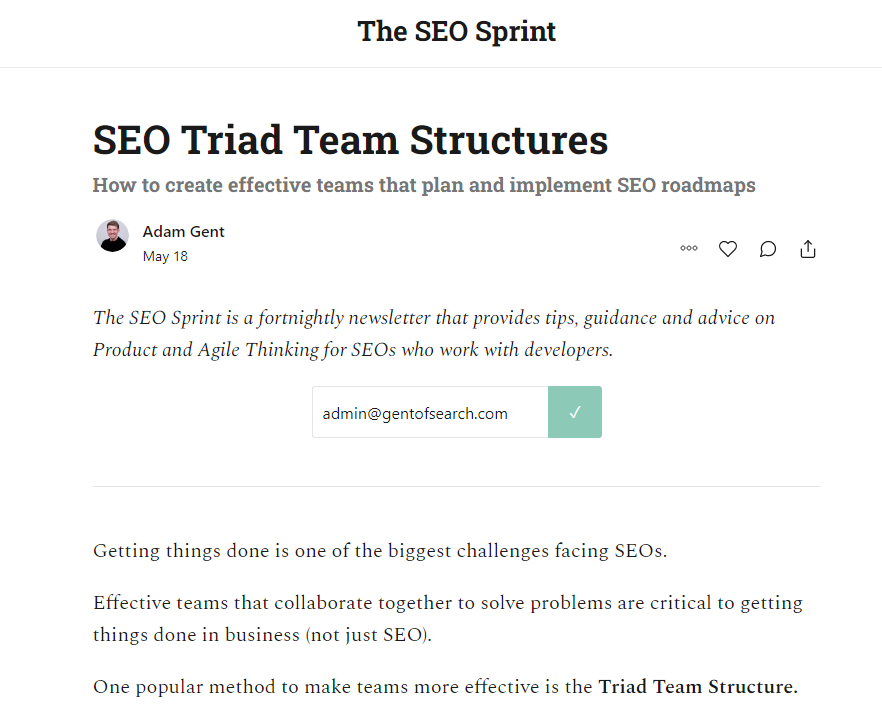 The SEO Sprint
SEO Triad Team Structures
How to create effective teams that plan and implement SEO roadmaps
Adam Gent
May 18
The SEO Sprint is a fortnightly newsletter that provides tips, guidance and advice on
Product and Agile Thinking for SEOs who work with developers.
admin@gentofsearch.com
Getting things done is one of the biggest challenges facing SEOs.
Effective teams that collaborate together to solve problems are critical to getting
things done in business (not just SEO).
One popular method to make teams more effective is the Triad Team Structure.